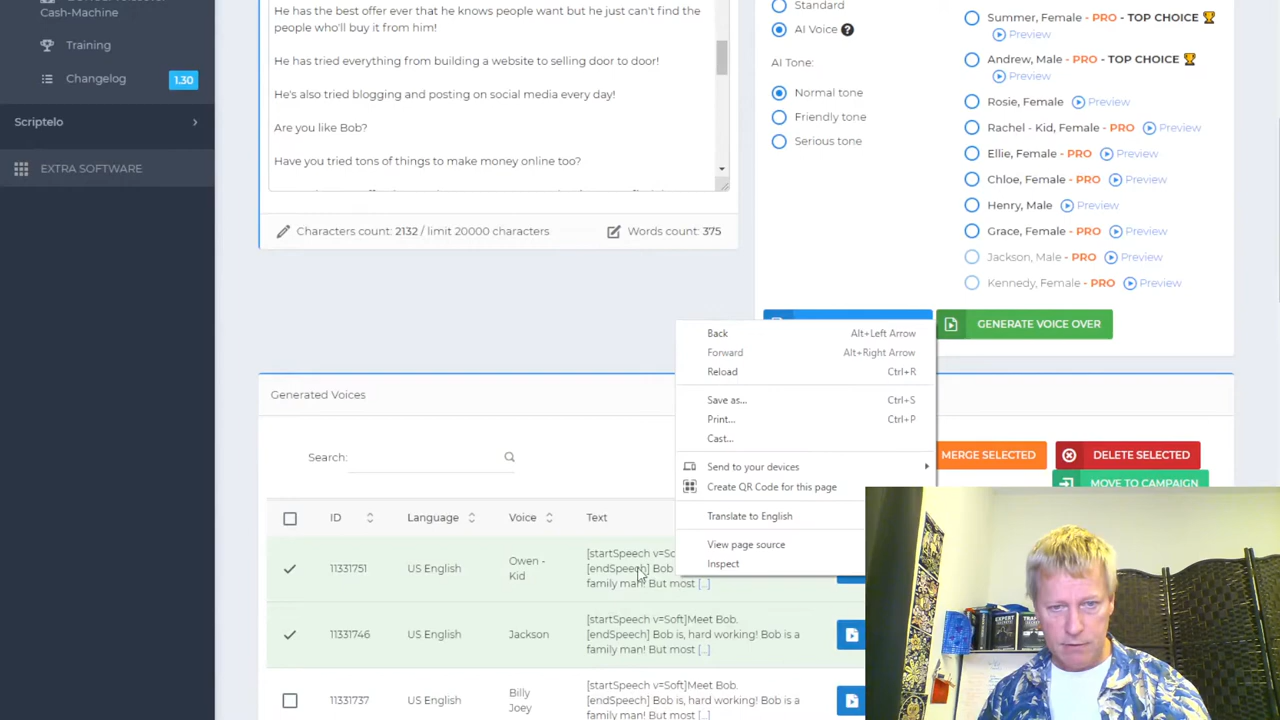 Cash-Machine
Training
Changelog
1.30
Scriptelo
EXTRA SOFTWARE
He has the best offer ever that he knows people want but he just can't find the
people who'll buy it from him!
He has tried everything from building a website to selling door to door!
He's also tried blogging and posting on social media every day!
Are you like Bob?
Have you tried tons of things to make money online too?
Characters count: 2132 / limit 20000 characters
Words count: 375
Standard
AI Voice
AI Tone:
Normal tone
Friendly tone
Serious tone
Summer, Female - PRO - TOP CHOICE
Preview
Andrew, Male - PRO - TOP CHOICE
Preview
Rosie, Female Preview
Rachel - Kid, Female - PRO Preview
Ellie, Female - PRO Preview
Chloe, Female - PRO Preview
Henry, Male Preview
Grace, Female - PRO Preview
Jackson, Male - PRO Preview
Kennedy, Female - PRO Preview
GENERATE VOICE OVER
Back Alt+Left Arrow
Forward Alt+Right Arrow
Reload Ctrl+R
Save as... Ctrl+S
Print... Ctrl+P
Cast...
Send to your devices
Create QR Code for this page
Translate to English
View page source
Inspect
Generated Voices
Search:
MERGE SELECTED
DELETE SELECTED
MOVE TO CAMPAIGN
ID Language Voice Text
11331751 US English Owen - Kid
[startSpeech v=So
[endSpeech] Bob
family man! But most [..]
11331746 US English Jackson
[startSpeech v=Soft]Meet Bob.
[endSpeech] Bob is, hard working! Bob is a
family man! But most [..]
11331737 US English Billy Joey
[startSpeech v=Soft]Meet Bob.
[endSpeech] Bob is, hard working! Bob is a
family man! But most [..]
EXPERT